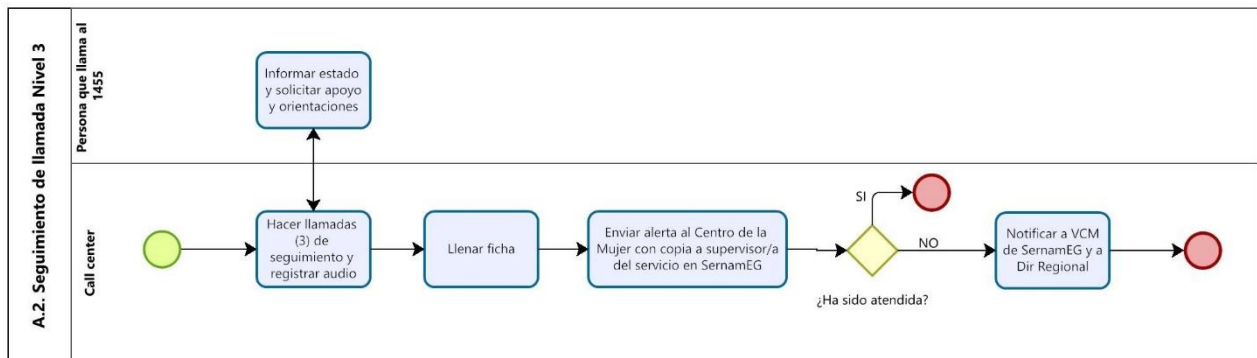 A.2. Seguimiento de llamada Nivel 3
Persona que llama al
1455
Informar estado
y solicitar apoyo
y orientaciones
Call center
Hacer llamadas
(3) de
seguimiento y
registrar audio
Llenar ficha
Enviar alerta al Centro de la
Mujer con copia a supervisor/a
del servicio en SernamEG
¿Ha sido atendida?
SI
NO
Notificar a VCM
de SernamEG y a
Dir Regional